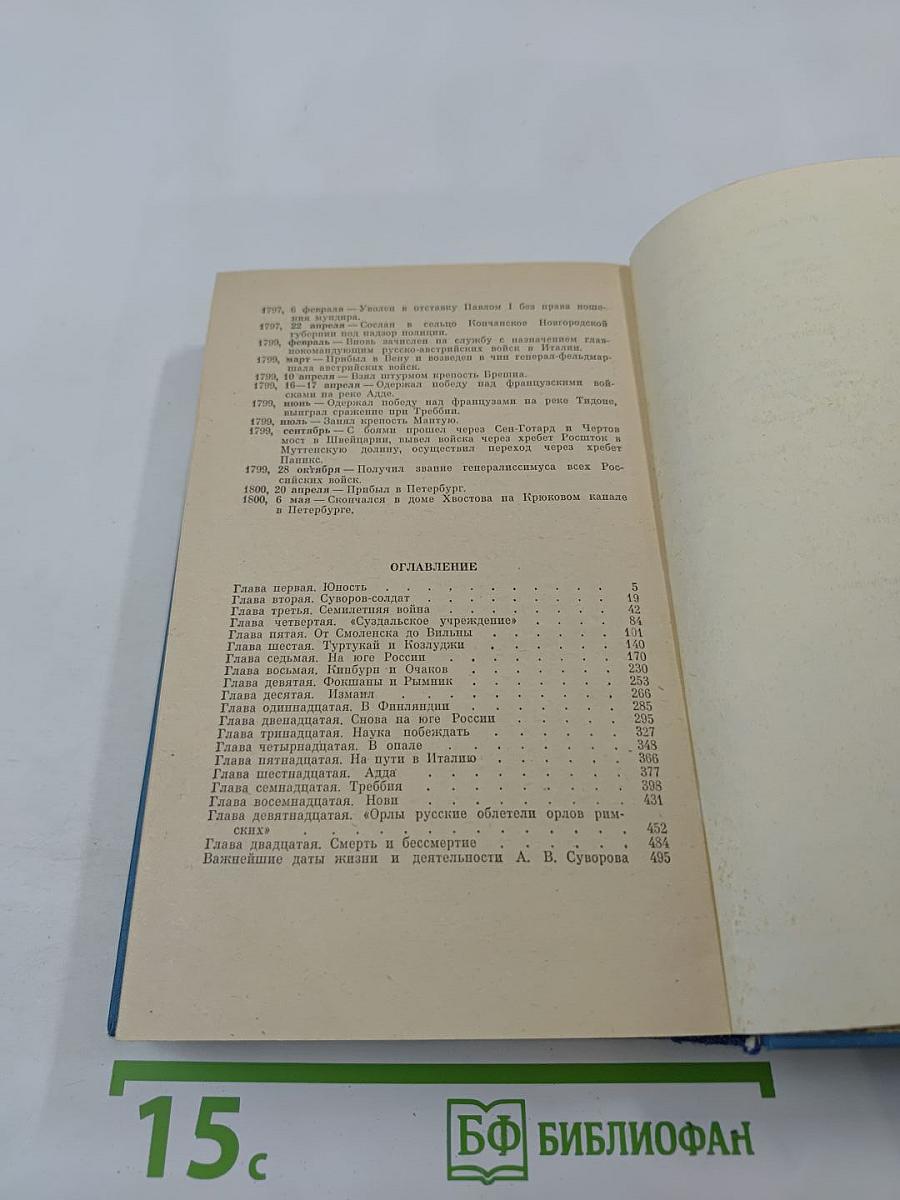 1797, 6 февраля — Уволен в отставку Павлом I без права ноше-
ния мундира.
1797, 22 апреля — Сослан в сельцо Кончанское Новгородской
губернии под надзор полиции.
1799, февраль — Вновь зачислен на службу с назначением глав-
нокомандующим русско-австрийских войск в Италии.
1799, март — Прибыл в Вену и возведен в чин генерал-фельдмар-
шала австрийских войск.
1799, 10 апреля — Взял штурмом крепость Брешиа.
1799, 16—17 апреля — Одержал победу над французскими вой-
сками на реке Адде.
1799, июнь — Одержал победу над французами на реке Тидоне,
выиграл сражение при Треббии.
1799, июль — Занял крепость Мантую.
1799, сентябрь — С боями прошел через Сен-Готард и Чертов
мост в Швейцарии, вывел войска через хребет Росшток в
Муттенскую долину, осуществил переход через хребет
Паникс.
1799, 28 октября — Получил звание генералиссимуса всех Рос-
сийских войск.
1800, 20 апреля — Прибыл в Петербург.
1800, 6 мая — Скончался в доме Хвостова на Крюковом канале
в Петербурге.
ОГЛАВЛЕНИЕ
Глава первая. Юность . . . . . . . . . . . 5
Глава вторая. Суворов-солдат . . . . . . . . 19
Глава третья. Семилетняя война . . . . . . . 42
Глава четвертая. «Суздальское учреждение» . . . . 84
Глава пятая. От Смоленска до Вильны . . . . . . 101
Глава шестая. Туртукай и Козлуджи . . . . . . 140
Глава седьмая. На юге России . . . . . . . 170
Глава восьмая. Кинбурн и Очаков . . . . . . 230
Глава девятая. Фокшаны и Рымник . . . . . . 253
Глава десятая. Измаил . . . . . . . . . 266
Глава одиннадцатая. В Финляндии . . . . . . . 285
Глава двенадцатая. Снова на юге России . . . . . 295
Глава тринадцатая. Наука побеждать . . . . . . 327
Глава четырнадцатая. В опале . . . . . . . . 348
Глава пятнадцатая. На пути в Италию . . . . . . 366
Глава шестнадцатая. Адда . . . . . . . . . 377
Глава семнадцатая. Треббия . . . . . . . . . 398
Глава восемнадцатая. Нови . . . . . . . . . 431
Глава девятнадцатая. «Орлы русские облетели орлов рим-
ских» . . . . . . . . . . . . . 452
Глава двадцатая. Смерть и бессмертие . . . . . . 484
Важнейшие даты жизни и деятельности А. В. Суворова 495
15 с
БФ БИБЛИОФАН